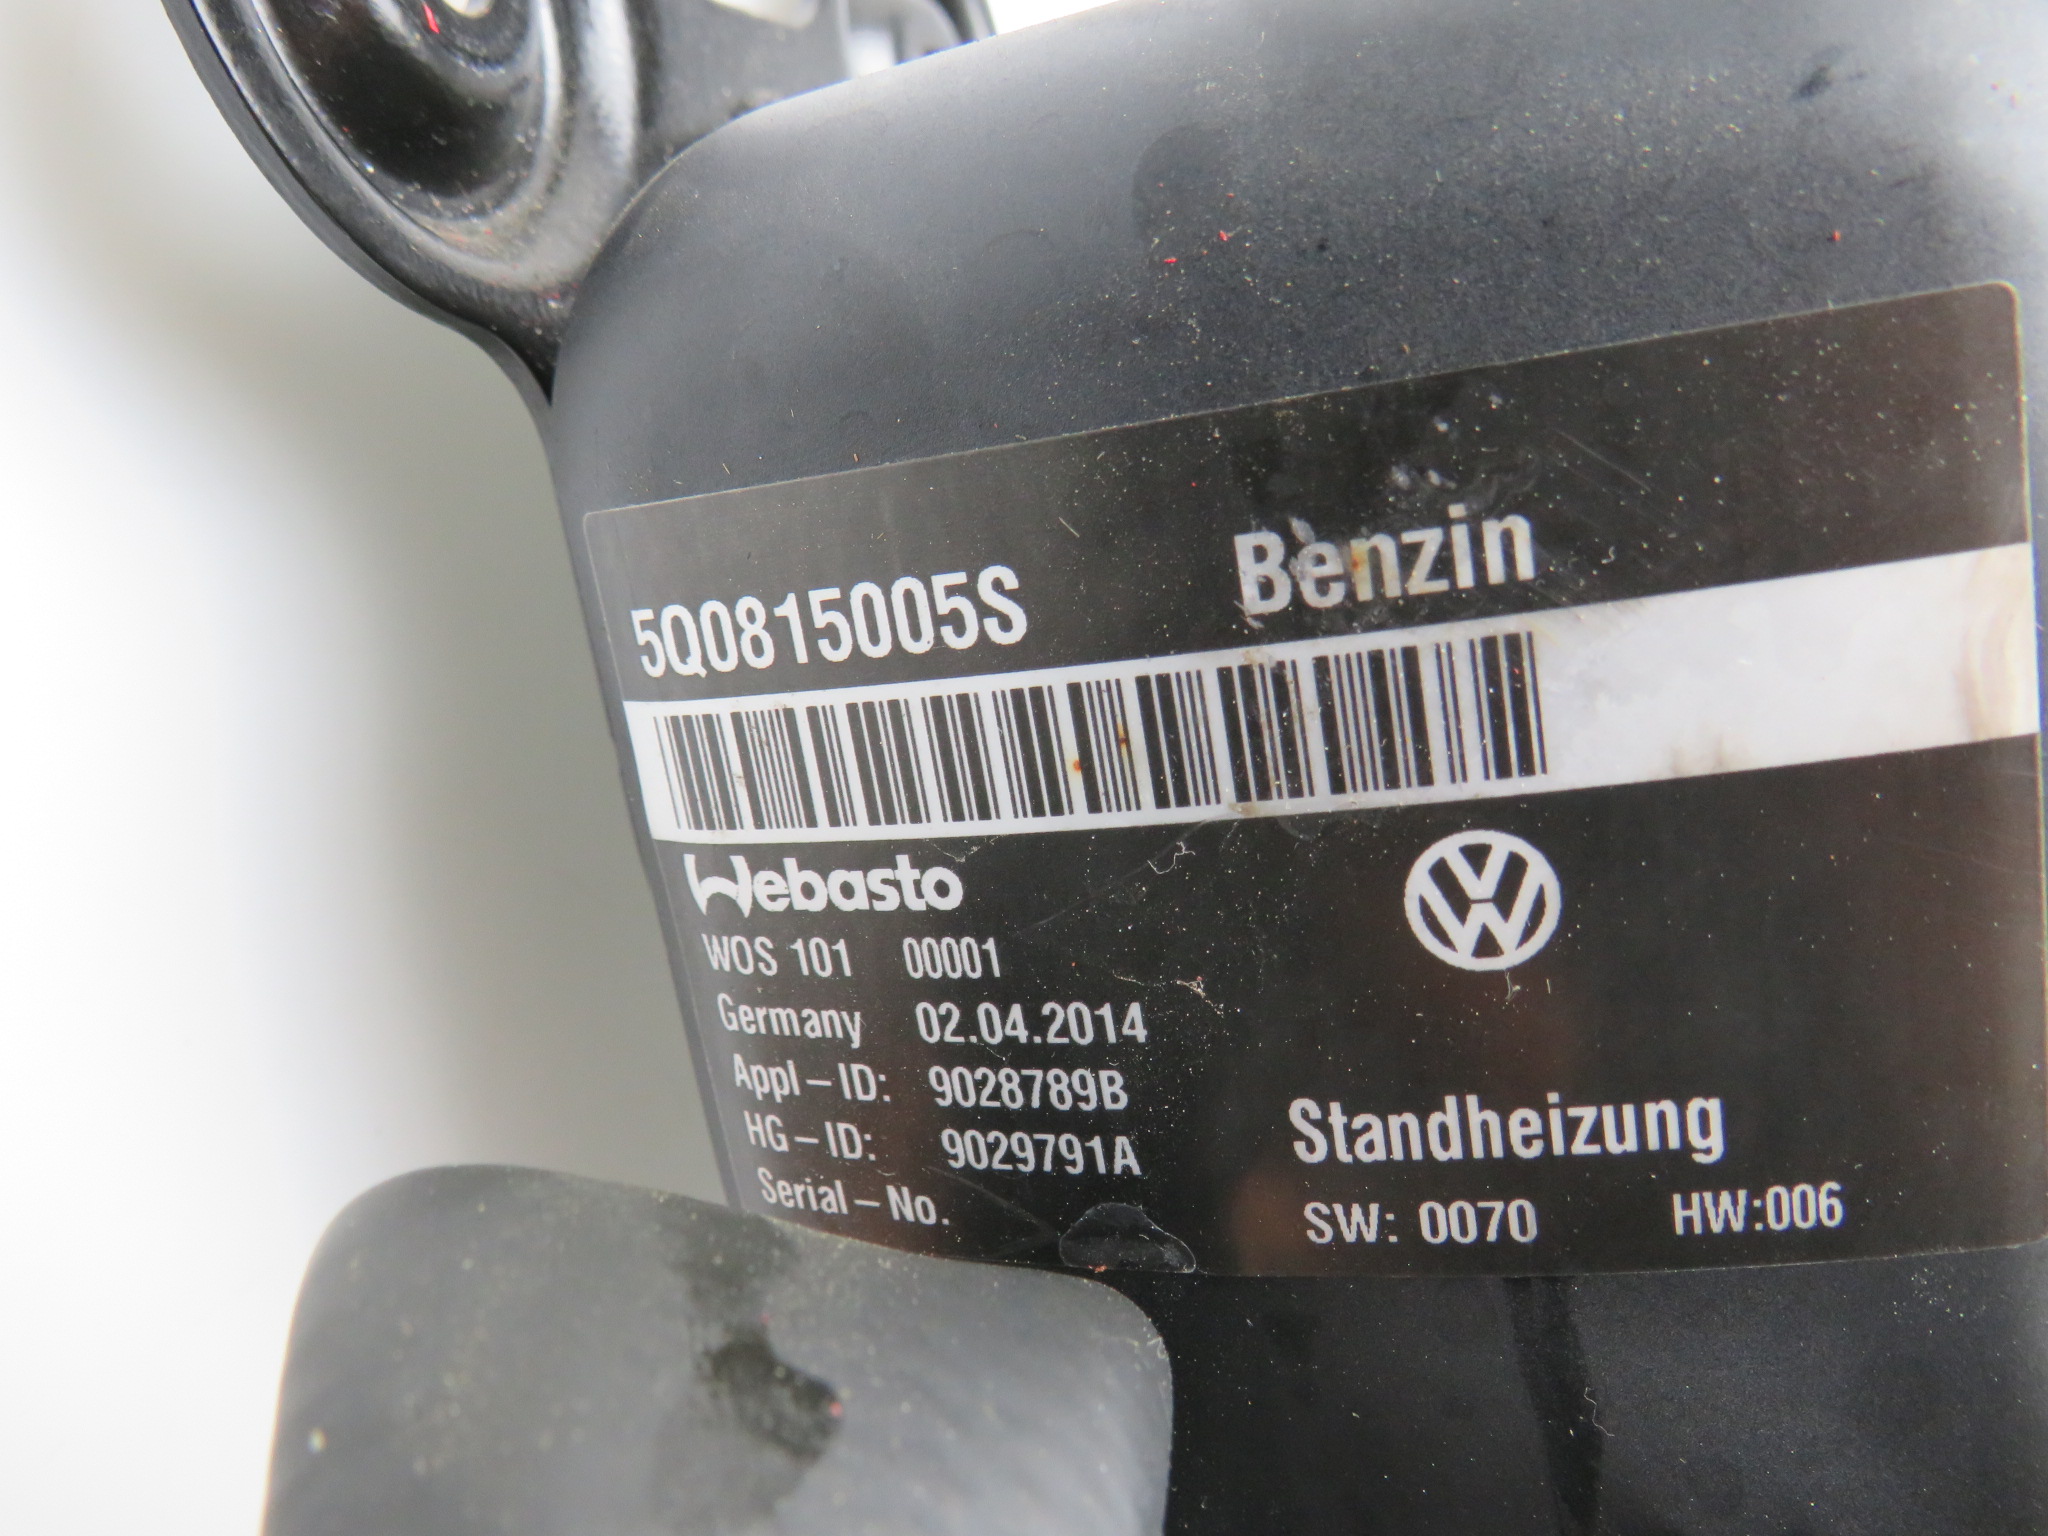 5Q0815005S Benzin
Webasto
WOS 101 00001
Germany 02.04.2014
Appl-ID: 9028789B
HG-ID: 9029791A
Serial-No.
Standheizung
SW: 0070 HW:006